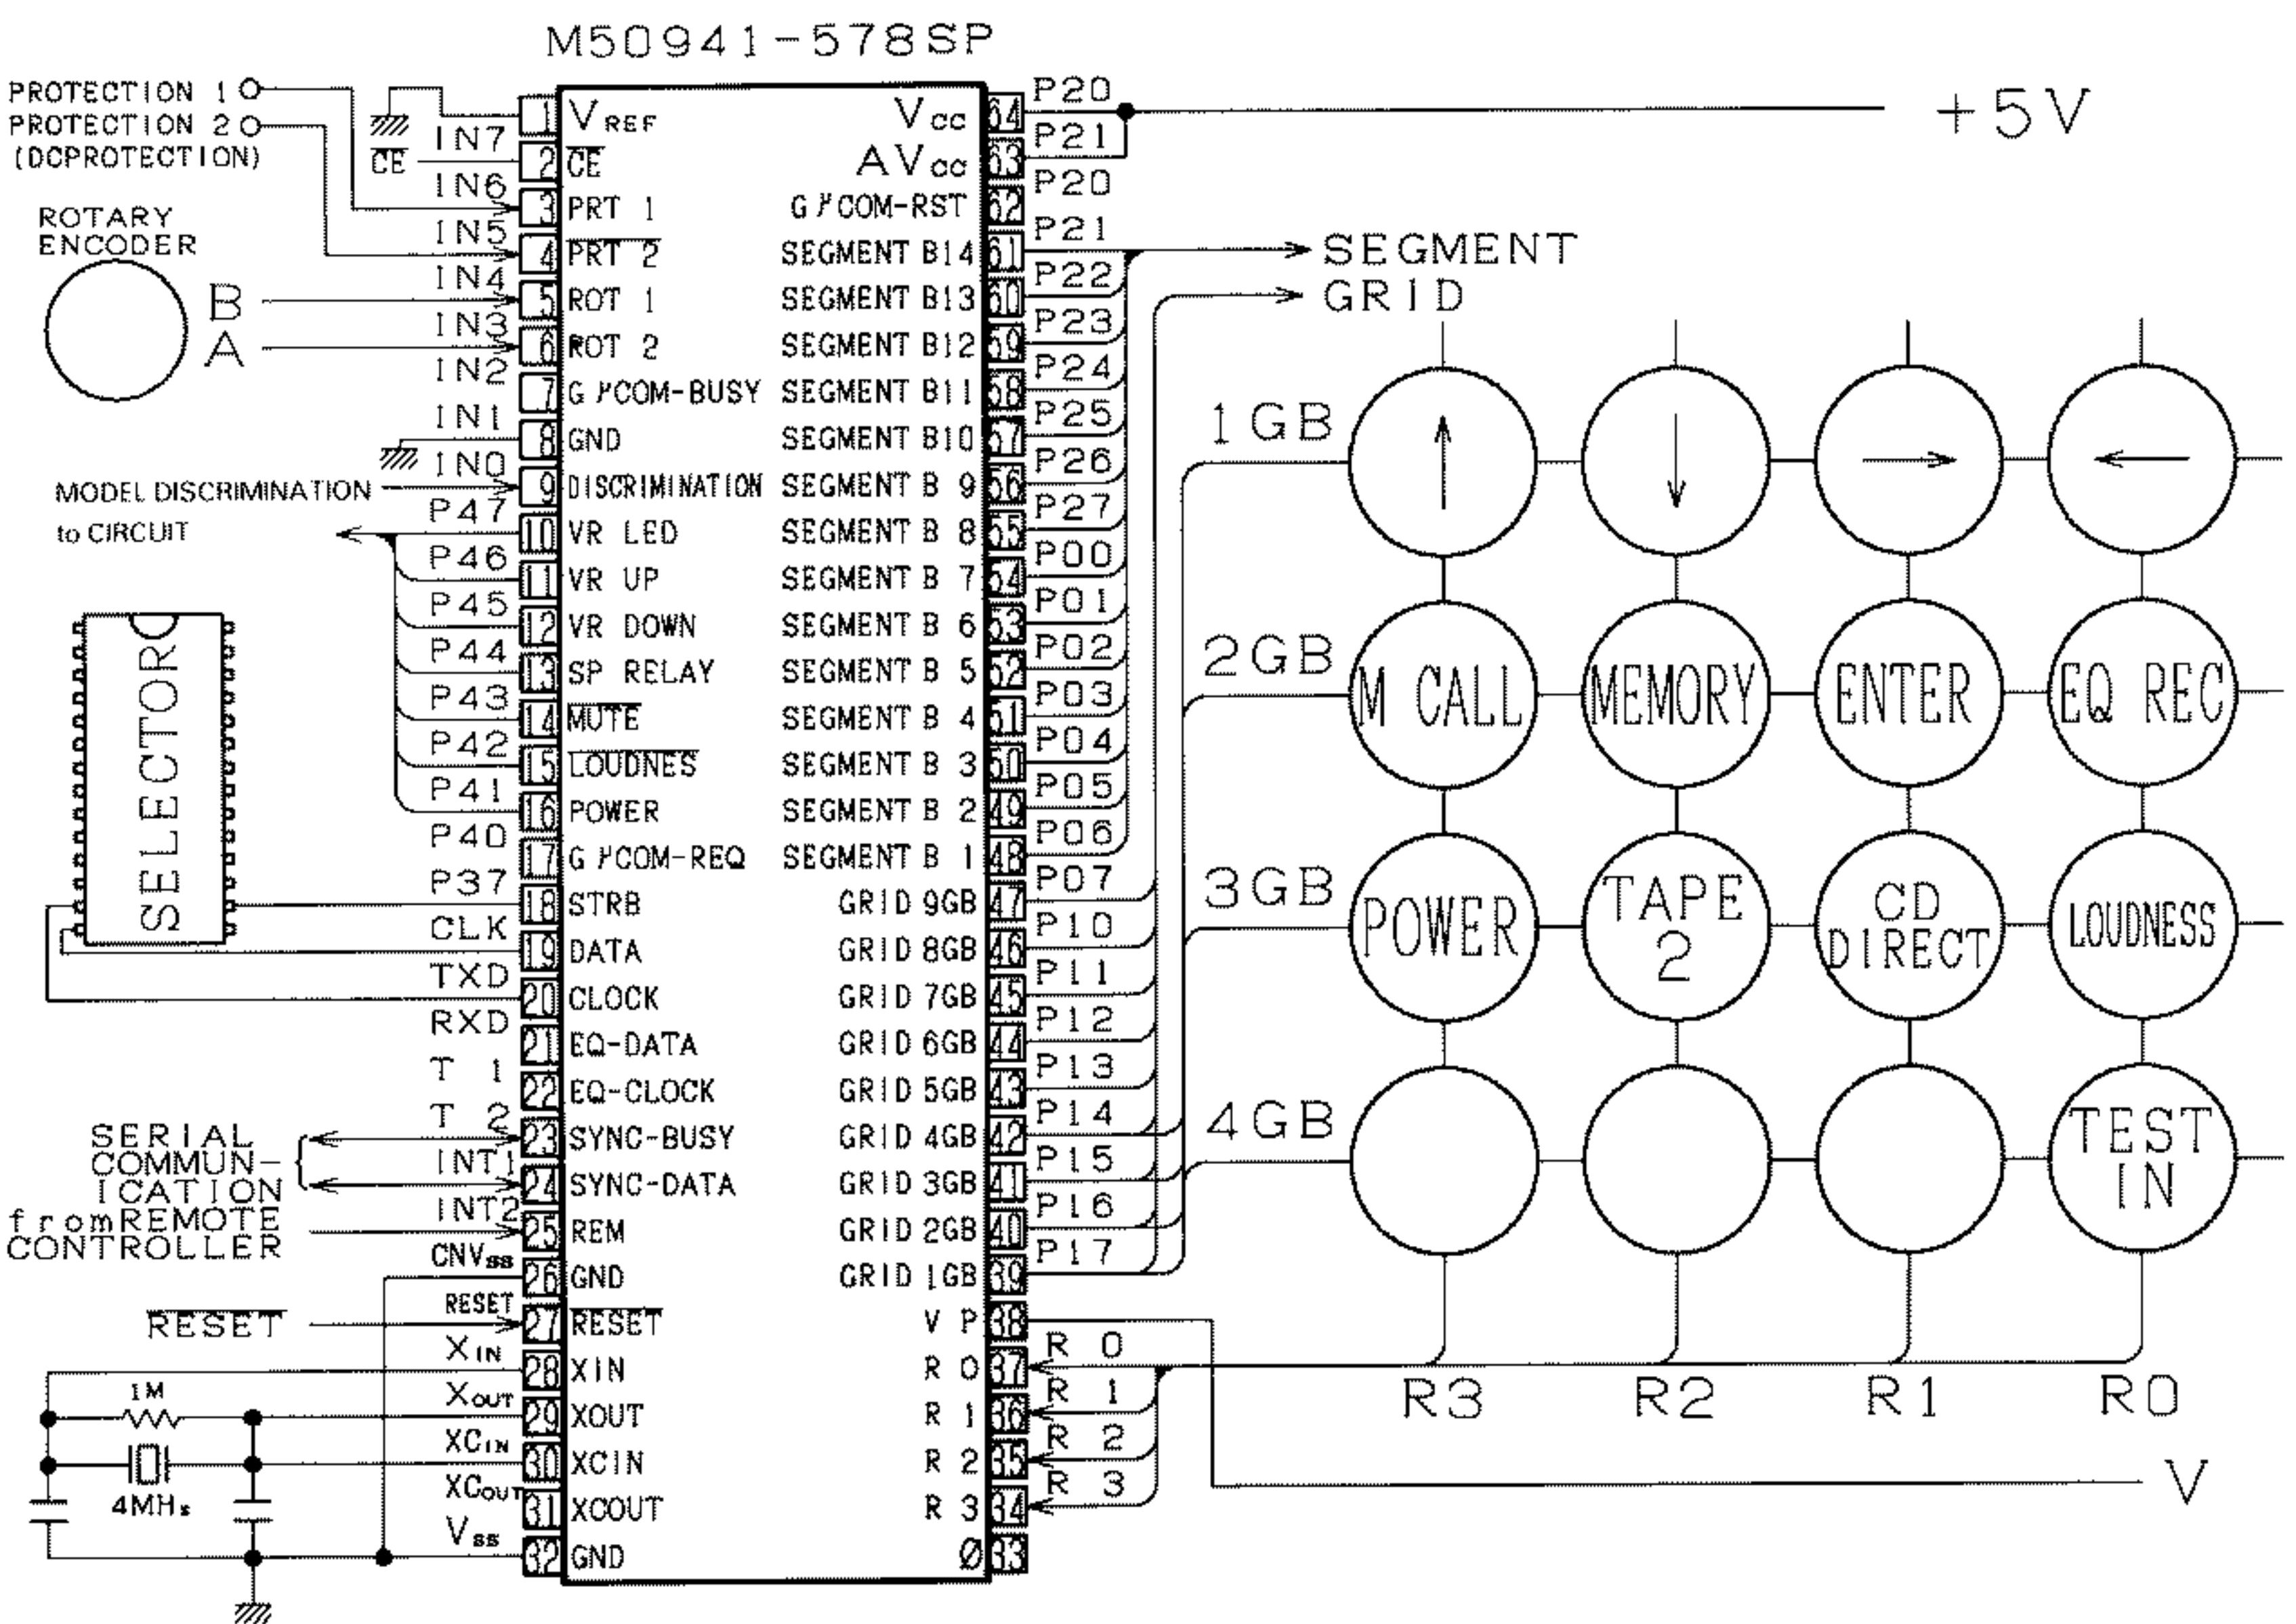 M50941-578SP
PROTECTION 1
PROTECTION 2
(DCPROTECTION)
CE
ROTARY
ENCODER
B
A
MODEL DISCRIMINATION
to CIRCUIT
SELECTOR
SERIAL
COMMUN-
ICATION
from REMOTE
CONTROLLER
RESET
1M
4MHs
IN7
IN6
IN5
IN4
IN3
IN2
IN1
IN0
P47
P46
P45
P44
P43
P42
P41
P40
P37
CLK
TXD
RXD
T 1
T 2
INT1
INT2
CNVss
RESET
XIN
XOUT
XCIN
XCOUT
Vss
1 VREF
2 CE
3 PRT 1
4 PRT 2
5 ROT 1
6 ROT 2
7 G μCOM-BUSY
8 GND
9 DISCRIMINATION
10 VR LED
11 VR UP
12 VR DOWN
13 SP RELAY
14 MUTE
15 LOUDNES
16 POWER
17 G μCOM-REQ
18 STRB
19 DATA
20 CLOCK
21 EQ-DATA
22 EQ-CLOCK
23 SYNC-BUSY
24 SYNC-DATA
25 REM
26 GND
27 RESET
28 XIN
29 XOUT
30 XCIN
31 XCOUT
32 GND
Vcc 64
AVcc 63
G μCOM-RST 62
SEGMENT B14 61
SEGMENT B13 60
SEGMENT B12 59
SEGMENT B11 58
SEGMENT B10 57
SEGMENT B 9 56
SEGMENT B 8 55
SEGMENT B 7 54
SEGMENT B 6 53
SEGMENT B 5 52
SEGMENT B 4 51
SEGMENT B 3 50
SEGMENT B 2 49
SEGMENT B 1 48
GRID 9GB 47
GRID 8GB 46
GRID 7GB 45
GRID 6GB 44
GRID 5GB 43
GRID 4GB 42
GRID 3GB 41
GRID 2GB 40
GRID 1GB 39
V P 38
R 0 37
R 1 36
R 2 35
R 3 34
Ø 33
P20
P21
P20
P21
P22
P23
P24
P25
P26
P27
P00
P01
P02
P03
P04
P05
P06
P07
P10
P11
P12
P13
P14
P15
P16
P17
R 0
R 1
R 2
R 3
+5V
SEGMENT
GRID
1GB
2GB
M CALL
MEMORY
ENTER
EQ REC
3GB
POWER
TAPE
2
CD
DIRECT
LOUDNESS
4GB
TEST
IN
R3
R2
R1
R0
V